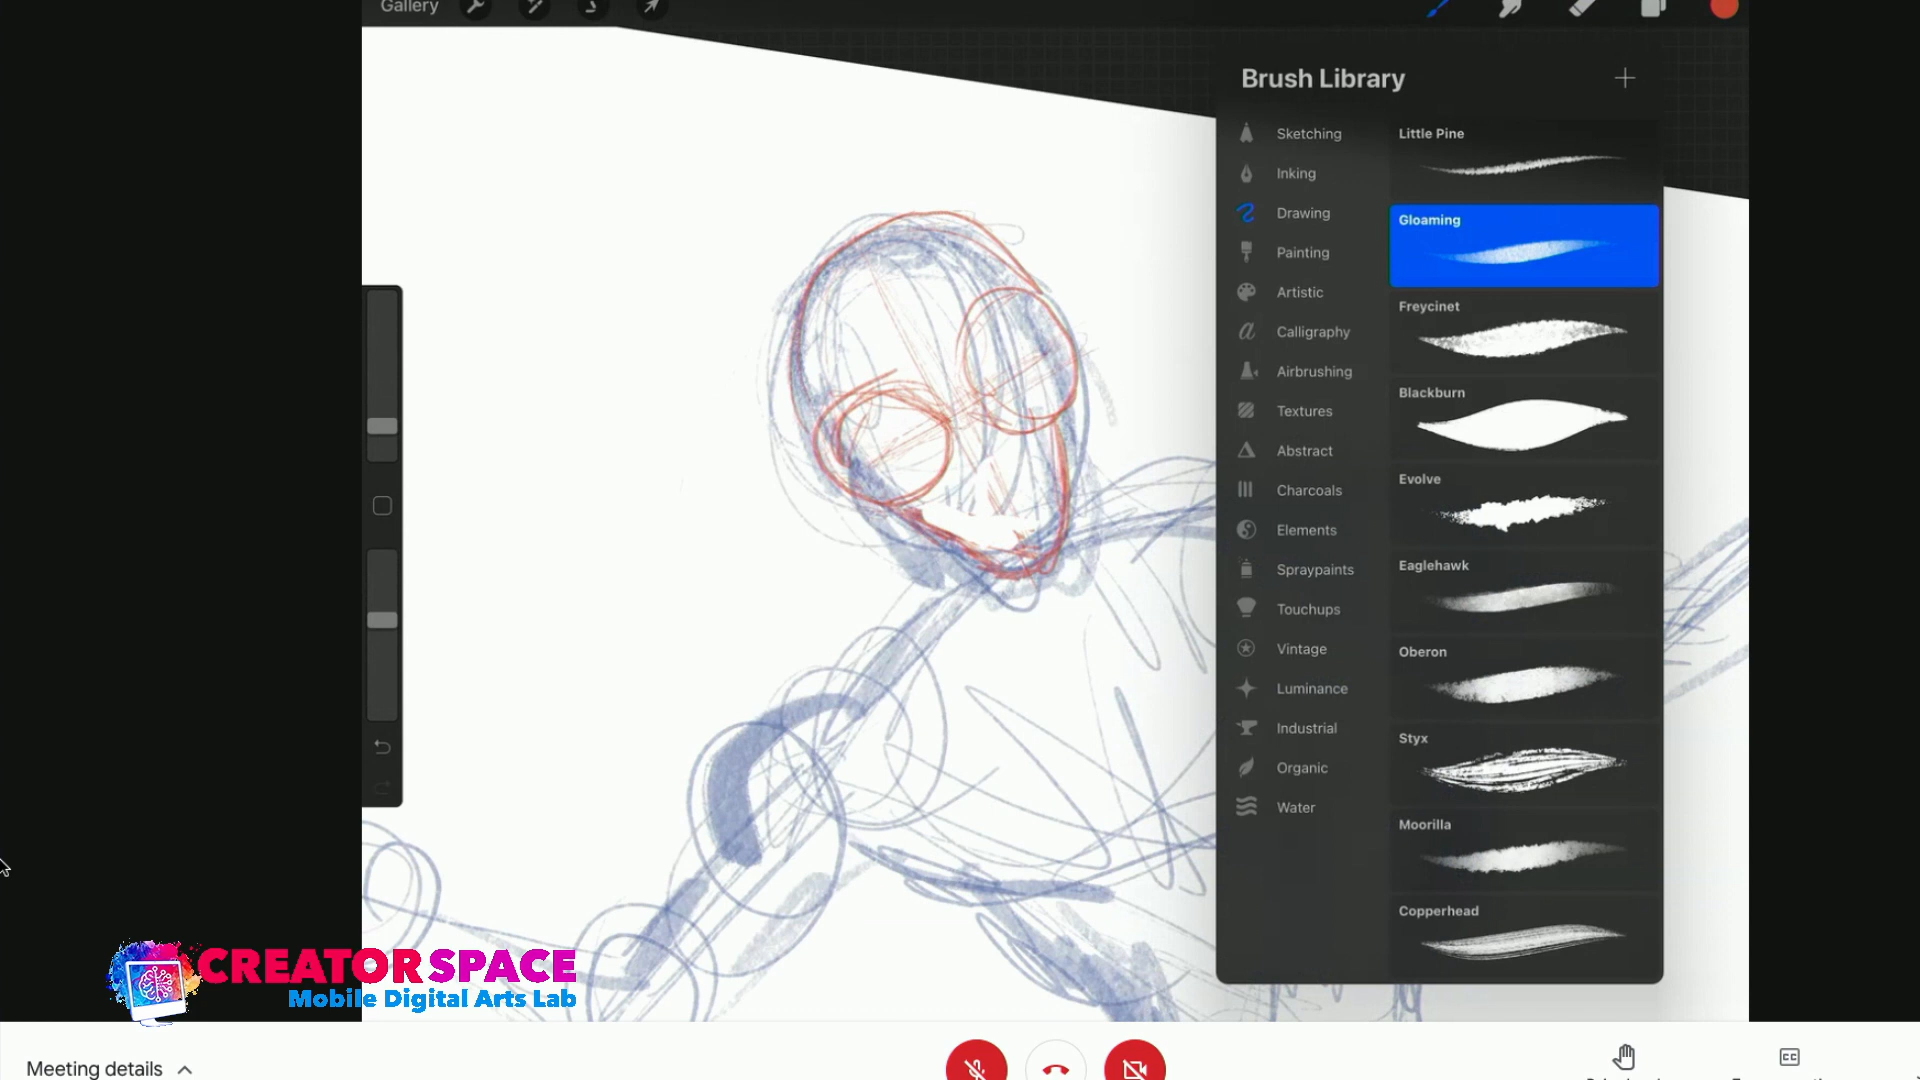 Gallery
Brush Library
Sketching
Inking
Drawing
Painting
Artistic
Calligraphy
Airbrushing
Textures
Abstract
Charcoals
Elements
Spraypaints
Touchups
Vintage
Luminance
Industrial
Organic
Water
Little Pine
Gloaming
Freycinet
Blackburn
Evolve
Eaglehawk
Oberon
Styx
Moorilla
Copperhead
CREATORSPACE
Mobile Digital Arts Lab
Meeting details